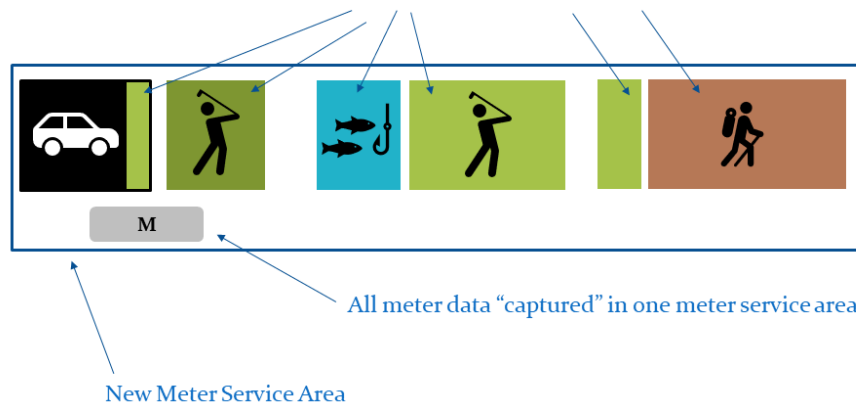 M
All meter data “captured” in one meter service area
New Meter Service Area